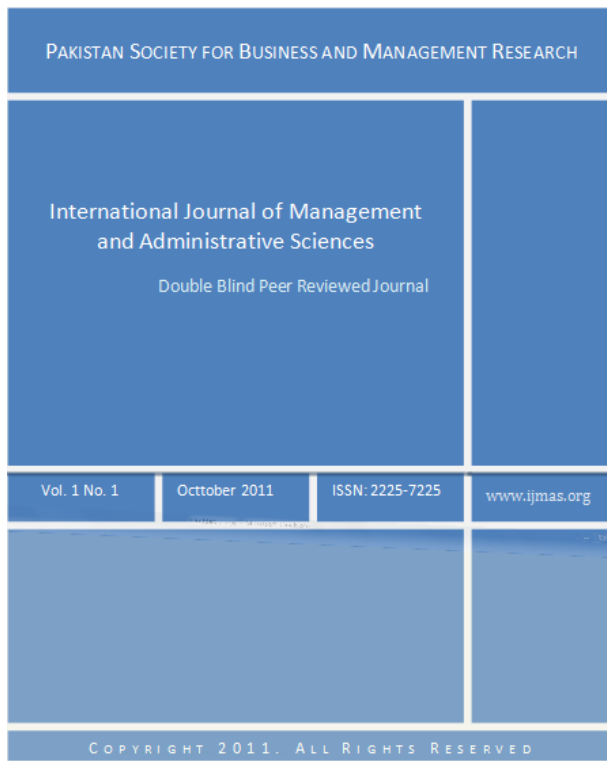 PAKISTAN SOCIETY FOR BUSINESS AND MANAGEMENT RESEARCH
International Journal of Management
and Administrative Sciences
Double Blind Peer Reviewed Journal
Vol. 1 No. 1
Octtober 2011
ISSN: 2225-7225
www.ijmas.org
COPYRIGHT 2011. ALL RIGHTS RESERVED